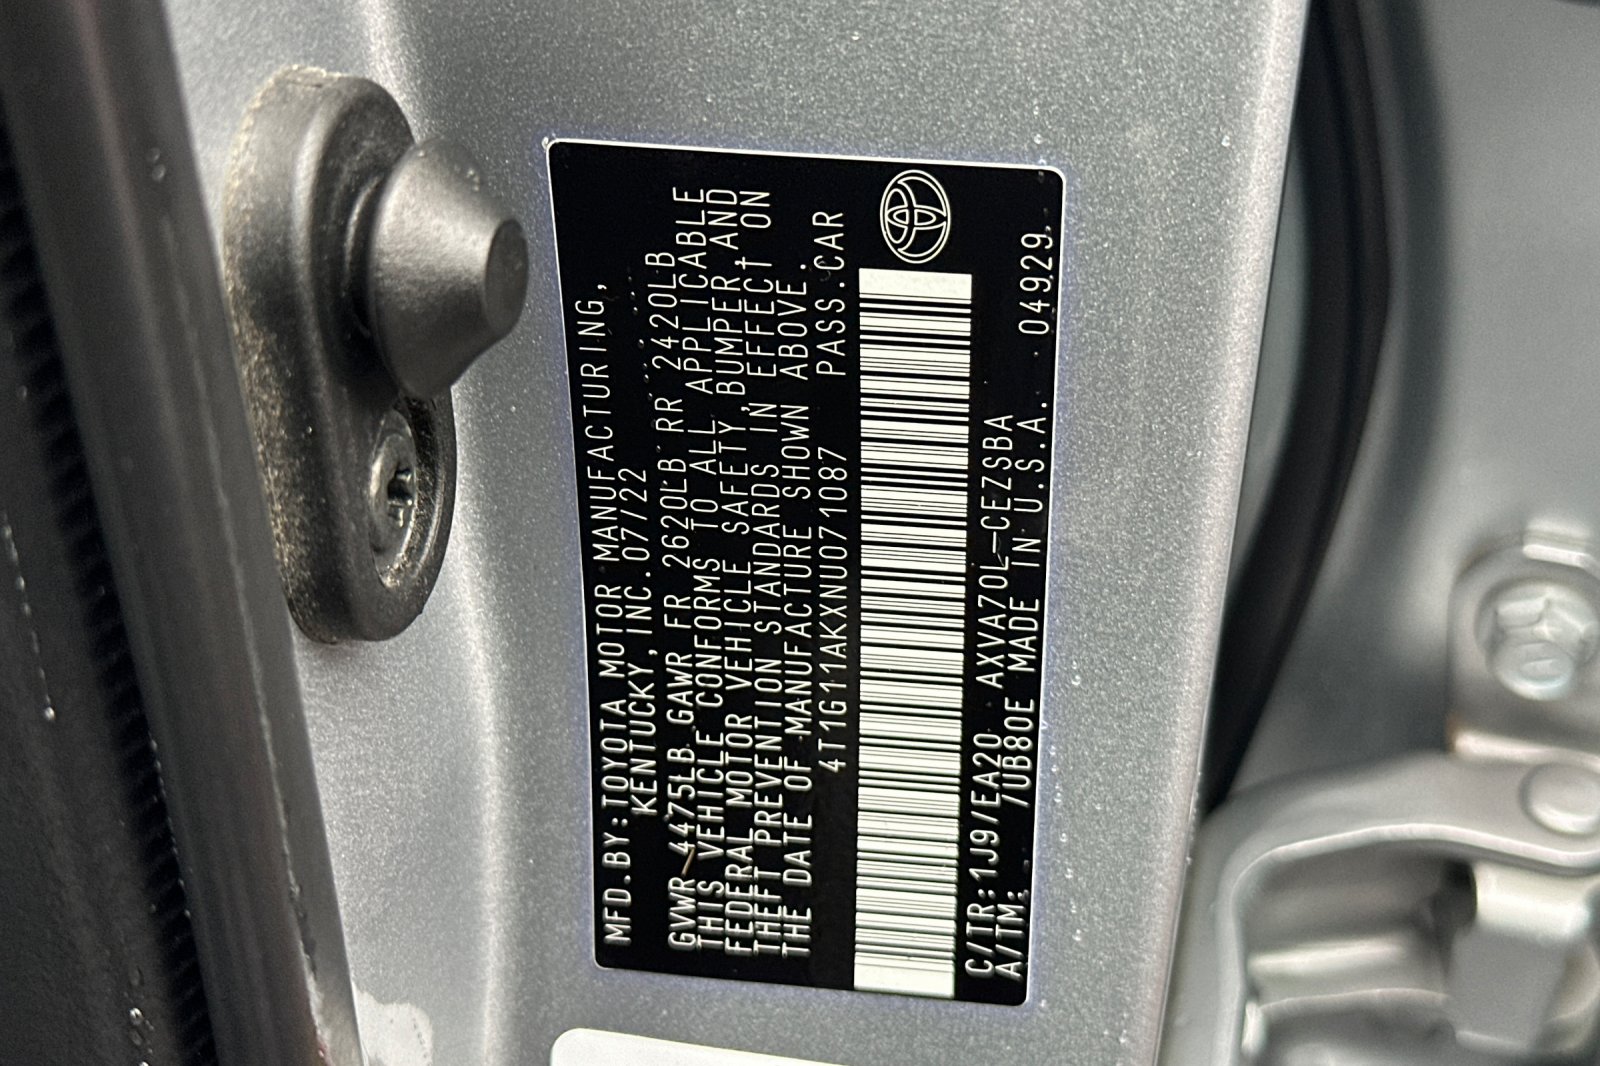 MFD.BY:TOYOTA MOTOR MANUFACTURING,
KENTUCKY,INC.07/22
GVWR 4475LB GAWR FR 2620LB RR 2420LB
THIS VEHICLE CONFORMS TO ALL APPLICABLE
FEDERAL MOTOR VEHICLE SAFETY,BUMPER,AND
THEFT PREVENTION STANDARDS IN EFFECT ON
THE DATE OF MANUFACTURE SHOWN ABOVE.
4T1G11AKXNU071087 PASS.CAR
C/TR:1J9/EA20 AXVA70L-CEZSBA
A/TM: /UB80E MADE IN U.S.A. 04929